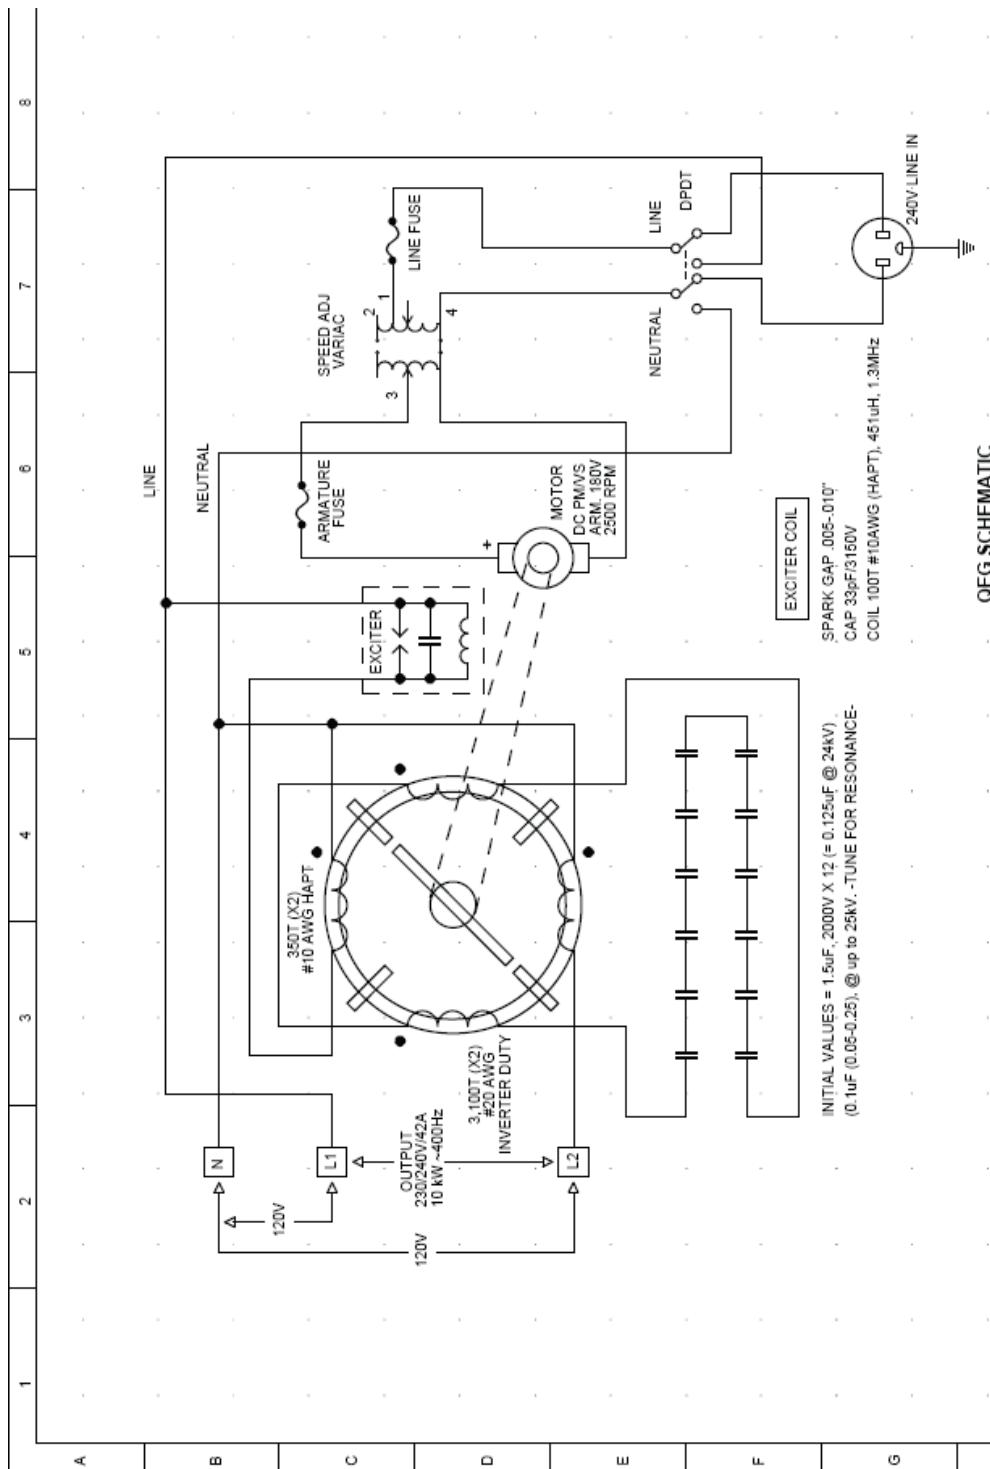 1
2
3
4
5
6
7
8
A
B
C
D
E
F
G
LINE
NEUTRAL
SPEED ADJ
VARIAC
1
2
3
4
LINE FUSE
ARMATURE
FUSE
LINE
DPDT
NEUTRAL
240V LINE IN
EXCITER
MOTOR
DC PM/VS
ARM. 180V
2500 RPM
+
350T (X2)
#10 AWG HAPT
3,100T (X2)
#20 AWG
INVERTER DUTY
N
L1
L2
120V
120V
OUTPUT
230/240V/42A
10 kW ~400Hz
EXCITER COIL
SPARK GAP .005-.010"
CAP 33pF/3150V
COIL 100T #10AWG (HAPT), 451uH, 1.3MHz
INITIAL VALUES = 1.5uF, 2000V X 12 (= 0.125uF @ 24kV)
(0.1uF (0.05-0.25), @ up to 25kV. -TUNE FOR RESONANCE-
QEG SCHEMATIC